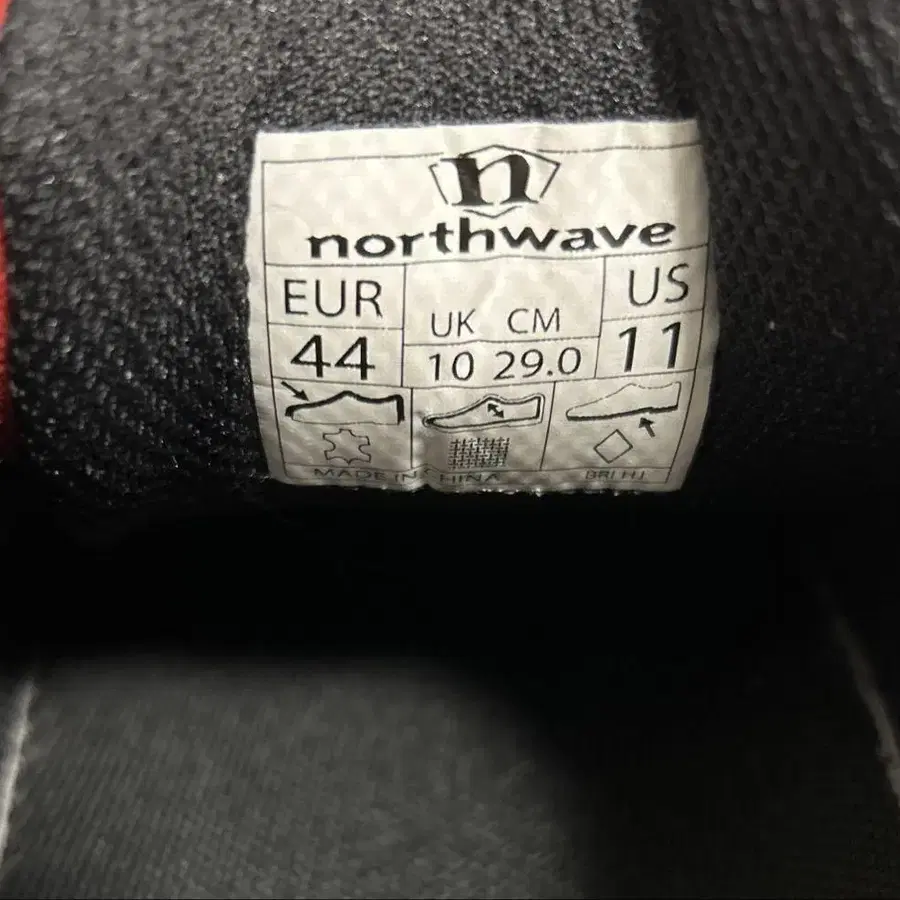 n
northwave
EUR UK CM US
44 10 29.0 11
MADE IN CHINA